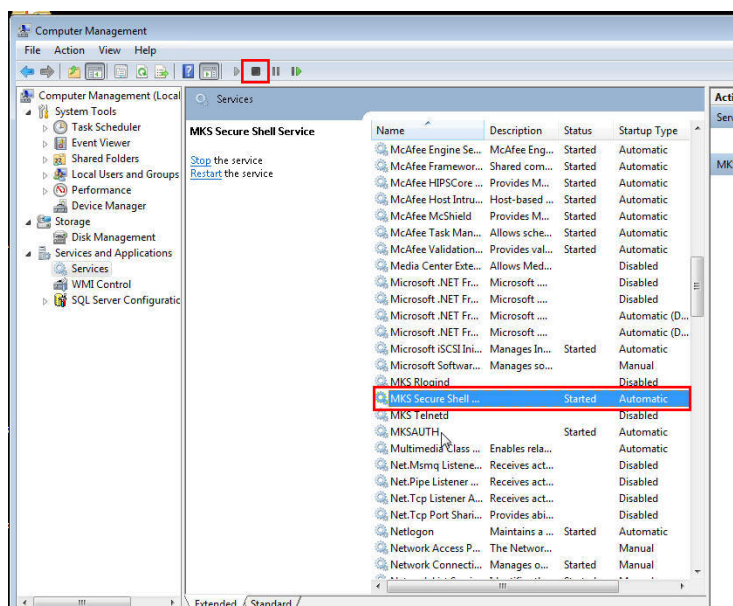 Computer Management
File Action View Help
Computer Management (Local
System Tools
Task Scheduler
Event Viewer
Shared Folders
Local Users and Groups
Performance
Device Manager
Storage
Disk Management
Services and Applications
Services
WMI Control
SQL Server Configuratic
Services
MKS Secure Shell Service
Stop the service
Restart the service
Name Description Status Startup Type
McAfee Engine Se... McAfee Eng... Started Automatic
McAfee Framewor... Shared com... Started Automatic
McAfee HIPSCore ... Provides M... Started Automatic
McAfee Host Intru... Host-based ... Started Automatic
McAfee McShield Provides M... Started Automatic
McAfee Task Man... Allows sche... Started Automatic
McAfee Validation... Provides val... Started Automatic
Media Center Exte... Allows Med... Disabled
Microsoft .NET Fr... Microsoft .... Disabled
Microsoft .NET Fr... Microsoft .... Disabled
Microsoft .NET Fr... Microsoft .... Automatic (D...
Microsoft .NET Fr... Microsoft .... Automatic (D...
Microsoft iSCSI Ini... Manages In... Started Automatic
Microsoft Softwar... Manages so... Manual
MKS Rlogind Disabled
MKS Secure Shell ... Started Automatic
MKS Telnetd Disabled
MKSAUTH Started Automatic
Multimedia Class ... Enables rela... Automatic
Net.Msmq Listene... Receives act... Disabled
Net.Pipe Listener ... Receives act... Disabled
Net.Tcp Listener A... Receives act... Disabled
Net.Tcp Port Shari... Provides abi... Disabled
Netlogon Maintains a ... Started Automatic
Network Access P... The Networ... Manual
Network Connecti... Manages o... Started Manual
Extended Standard
Acti
Ser
MK